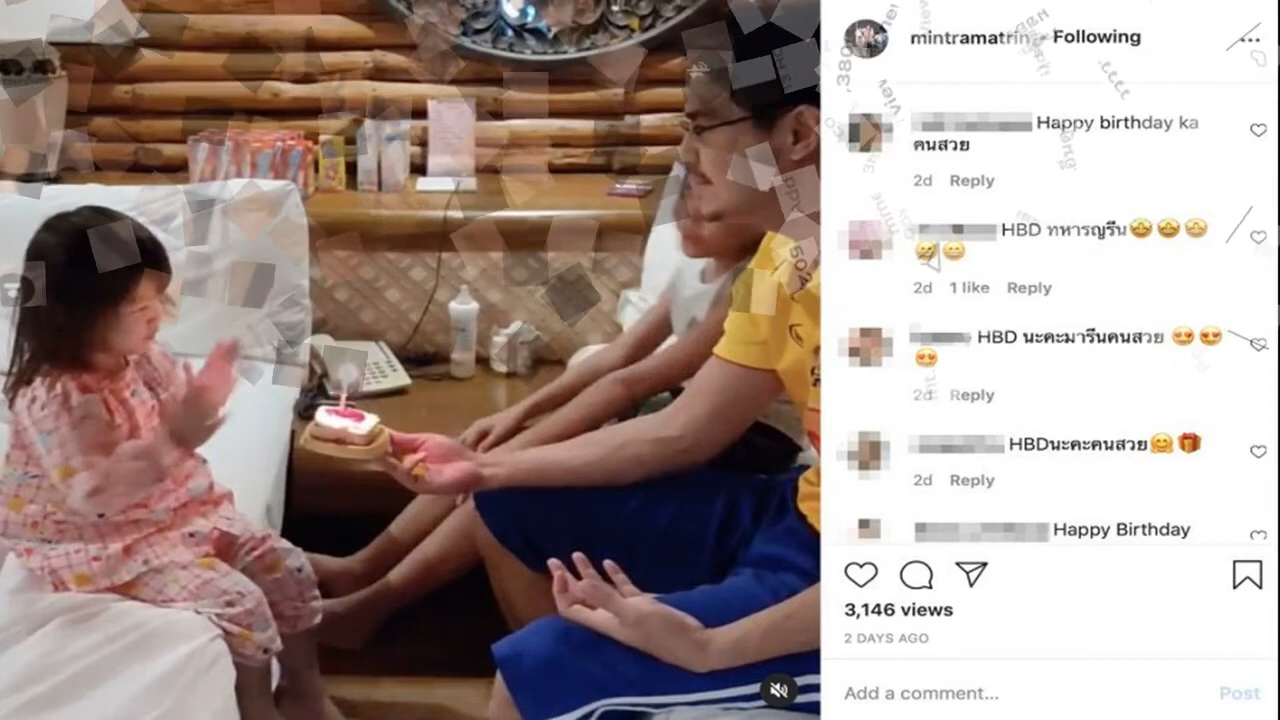 mintramatrin
Following
Happy birthday ka
คนสวย
2d Reply
HBD ทหารญรีน🤩🤩🤩
🤣😄
2d 1 like Reply
HBD นะคะมารีนคนสวย 😍😍
😍
2d Reply
HBDนะคะคนสวย🤗🎁
2d Reply
Happy Birthday
3,146 views
2 DAYS AGO
Add a comment...
Post